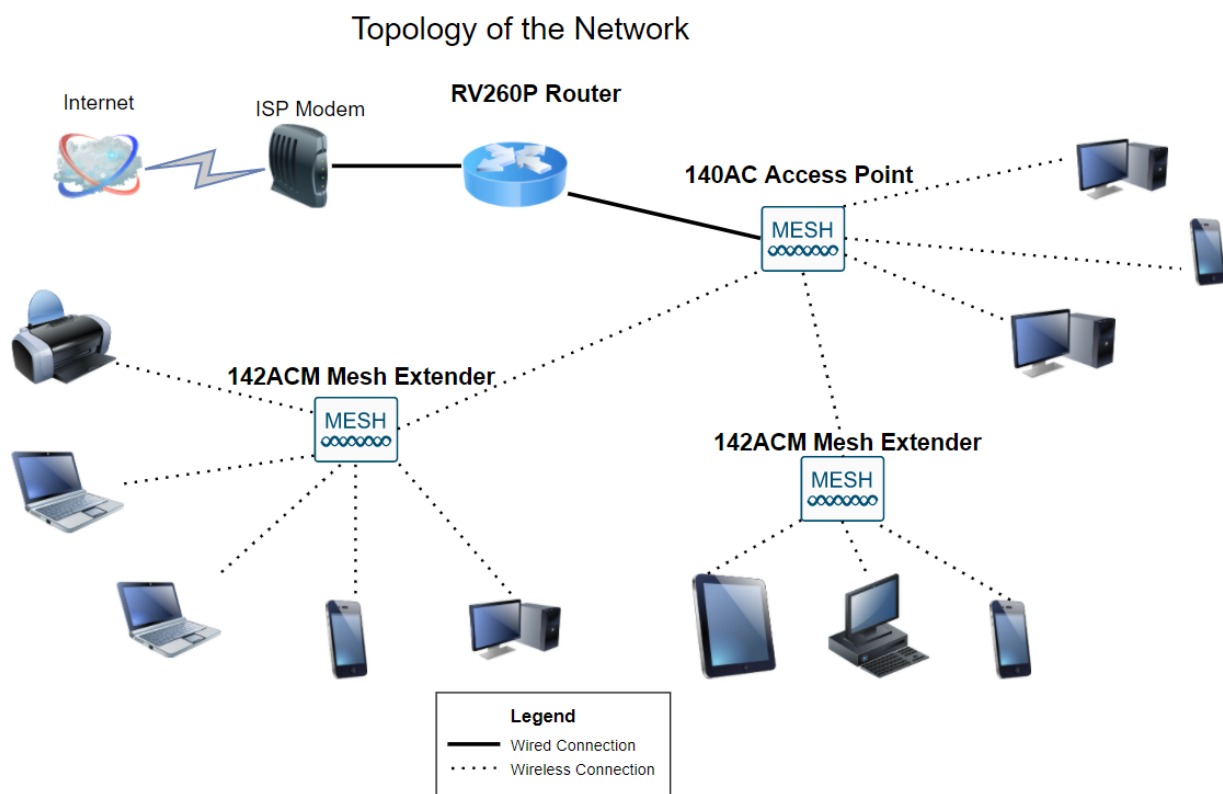 Topology of the Network
Internet
ISP Modem
RV260P Router
140AC Access Point
MESH
142ACM Mesh Extender
MESH
142ACM Mesh Extender
MESH
Legend
Wired Connection
Wireless Connection